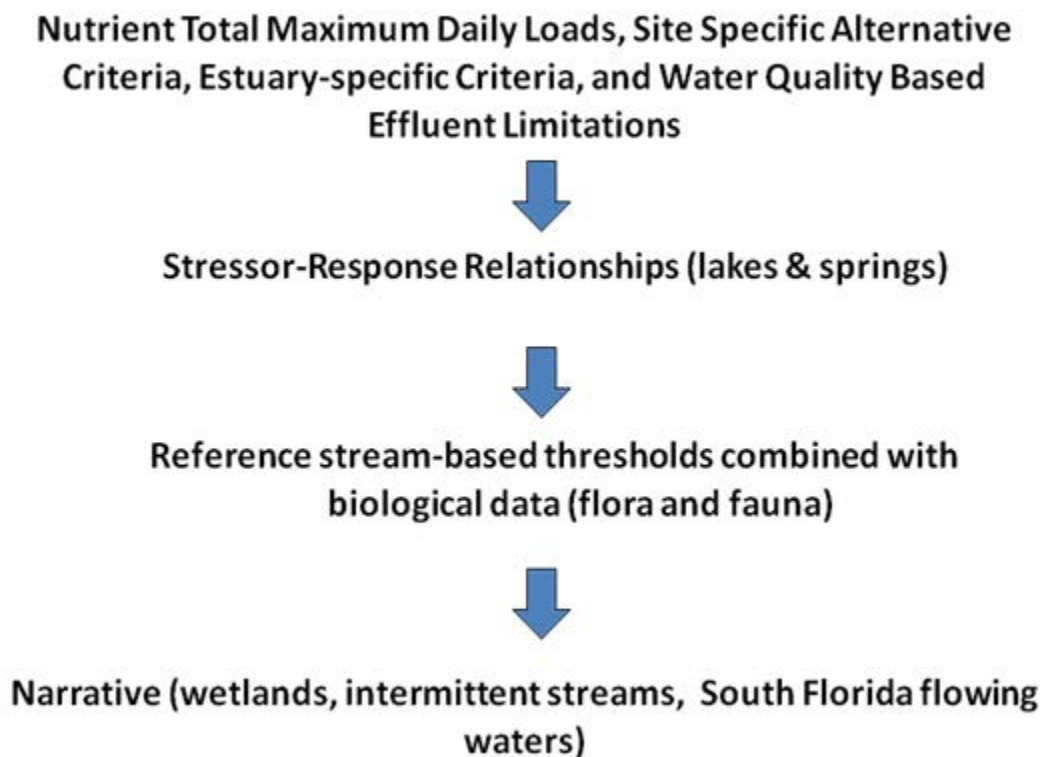 Nutrient Total Maximum Daily Loads, Site Specific Alternative
Criteria, Estuary-specific Criteria, and Water Quality Based
Effluent Limitations
Stressor-Response Relationships (lakes & springs)
Reference stream-based thresholds combined with
biological data (flora and fauna)
Narrative (wetlands, intermittent streams, South Florida flowing
waters)